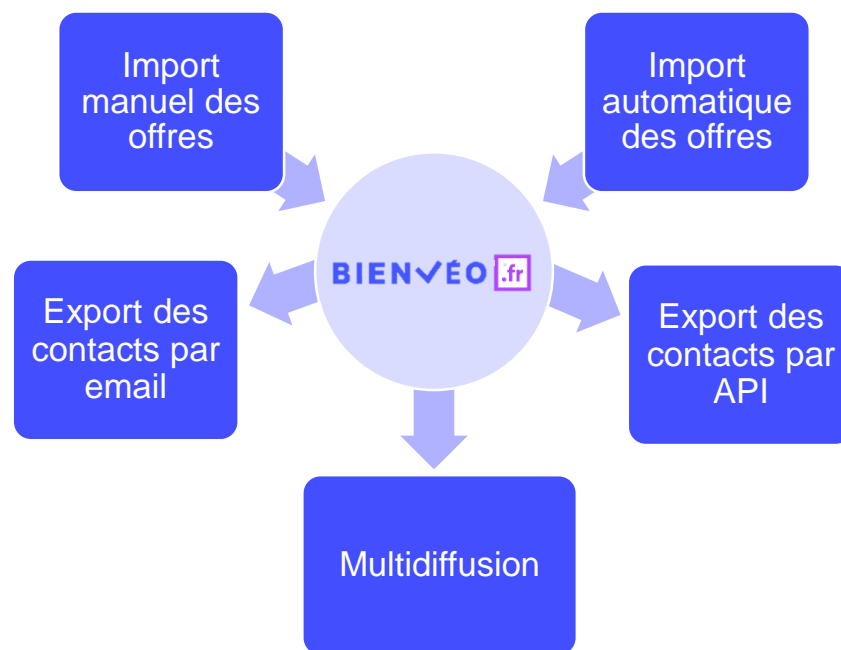 Import
manuel des
offres
Import
automatique
des offres
BIENVÉO.fr
Export des
contacts par
email
Export des
contacts par
API
Multidiffusion